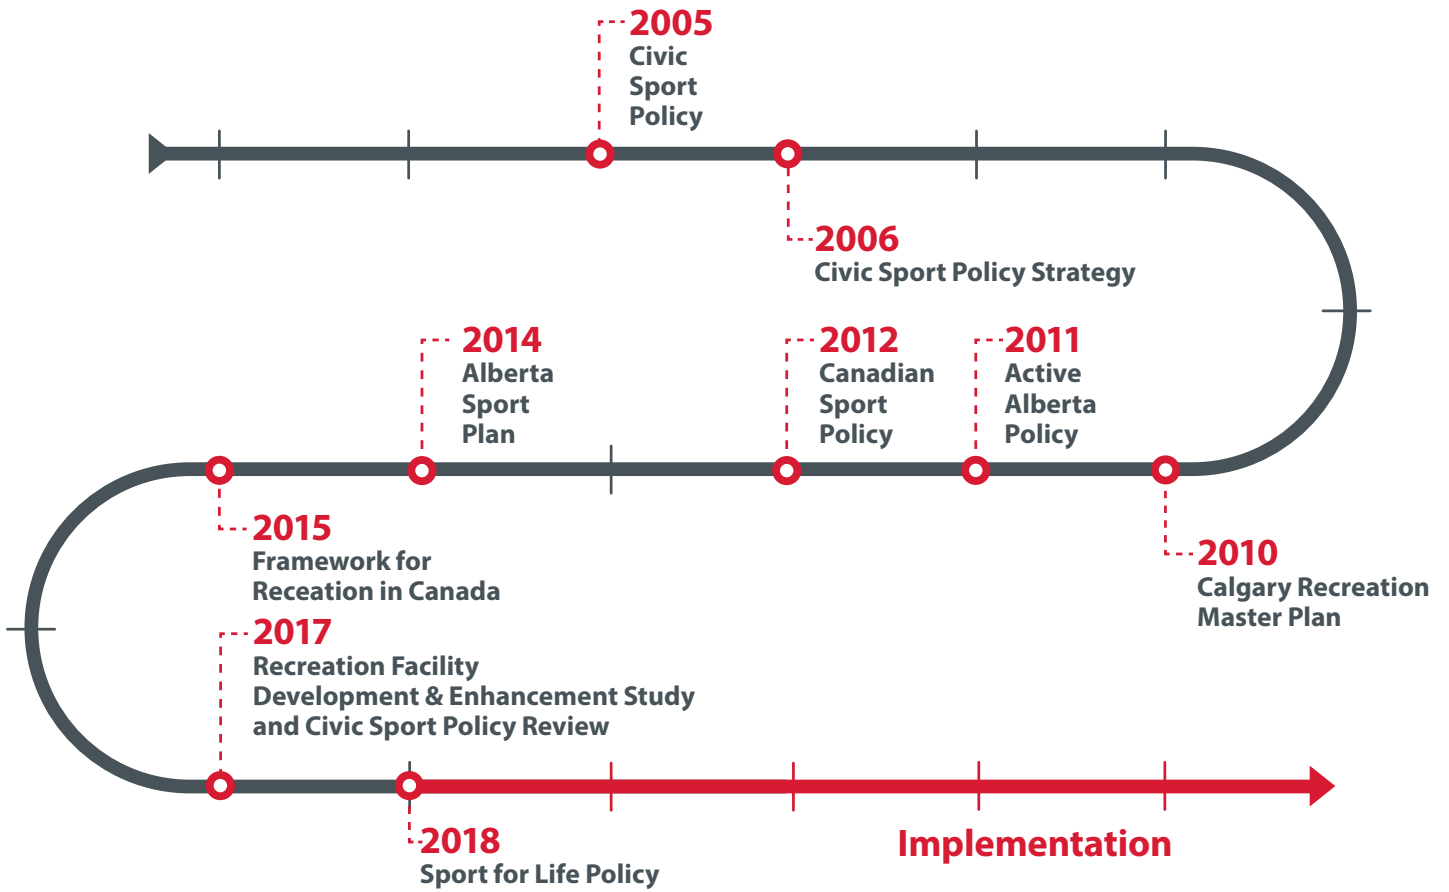 2005
Civic
Sport
Policy
2006
Civic Sport Policy Strategy
2010
Calgary Recreation
Master Plan
2011
Active
Alberta
Policy
2012
Canadian
Sport
Policy
2014
Alberta
Sport
Plan
2015
Framework for
Receation in Canada
2017
Recreation Facility
Development & Enhancement Study
and Civic Sport Policy Review
2018
Sport for Life Policy
Implementation